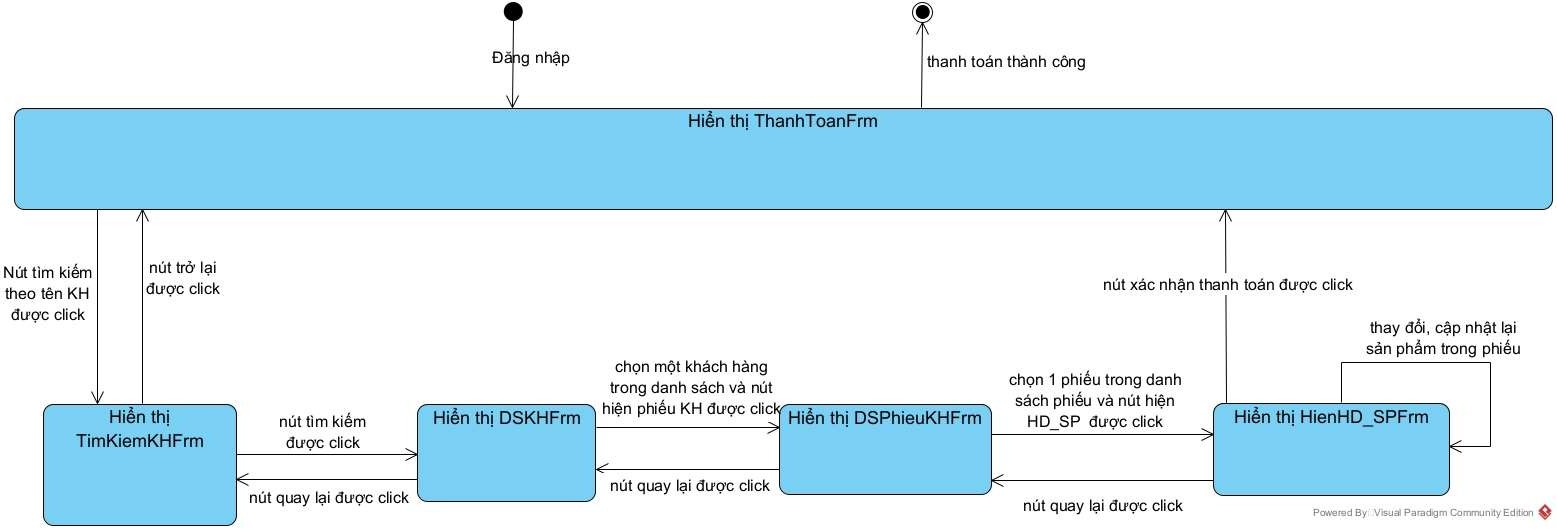 Đăng nhập
thanh toán thành công
Hiển thị ThanhToanFrm
Nút tìm kiếm
theo tên KH
được click
nút trở lại
được click
nút xác nhận thanh toán được click
thay đổi, cập nhật lại
sản phẩm trong phiếu
chọn một khách hàng
trong danh sách và nút
hiện phiếu KH được click
chọn 1 phiếu trong danh
sách phiếu và nút hiện
HD_SP được click
Hiển thị
TimKiemKHFrm
nút tìm kiếm
được click
nút quay lại được click
Hiển thị DSKHFrm
nút quay lại được click
Hiển thị DSPhieuKHFrm
nút quay lại được click
Hiển thị HienHD_SPFrm
Powered By Visual Paradigm Community Edition